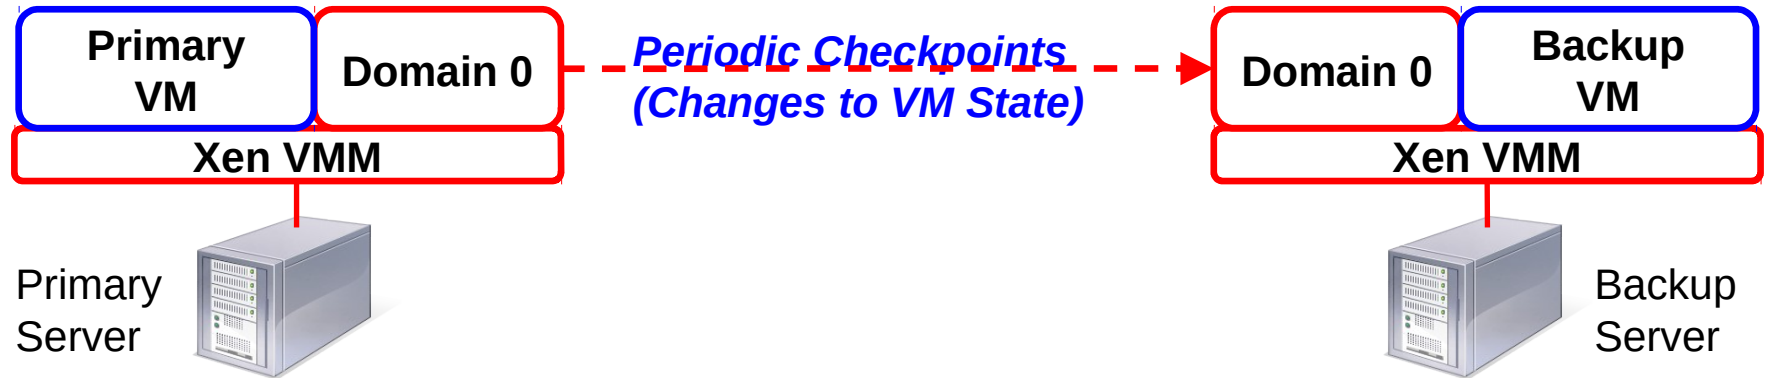 Primary
VM
Domain 0
Periodic Checkpoints
(Changes to VM State)
Domain 0
Backup
VM
Xen VMM
Xen VMM
Primary
Server
Backup
Server